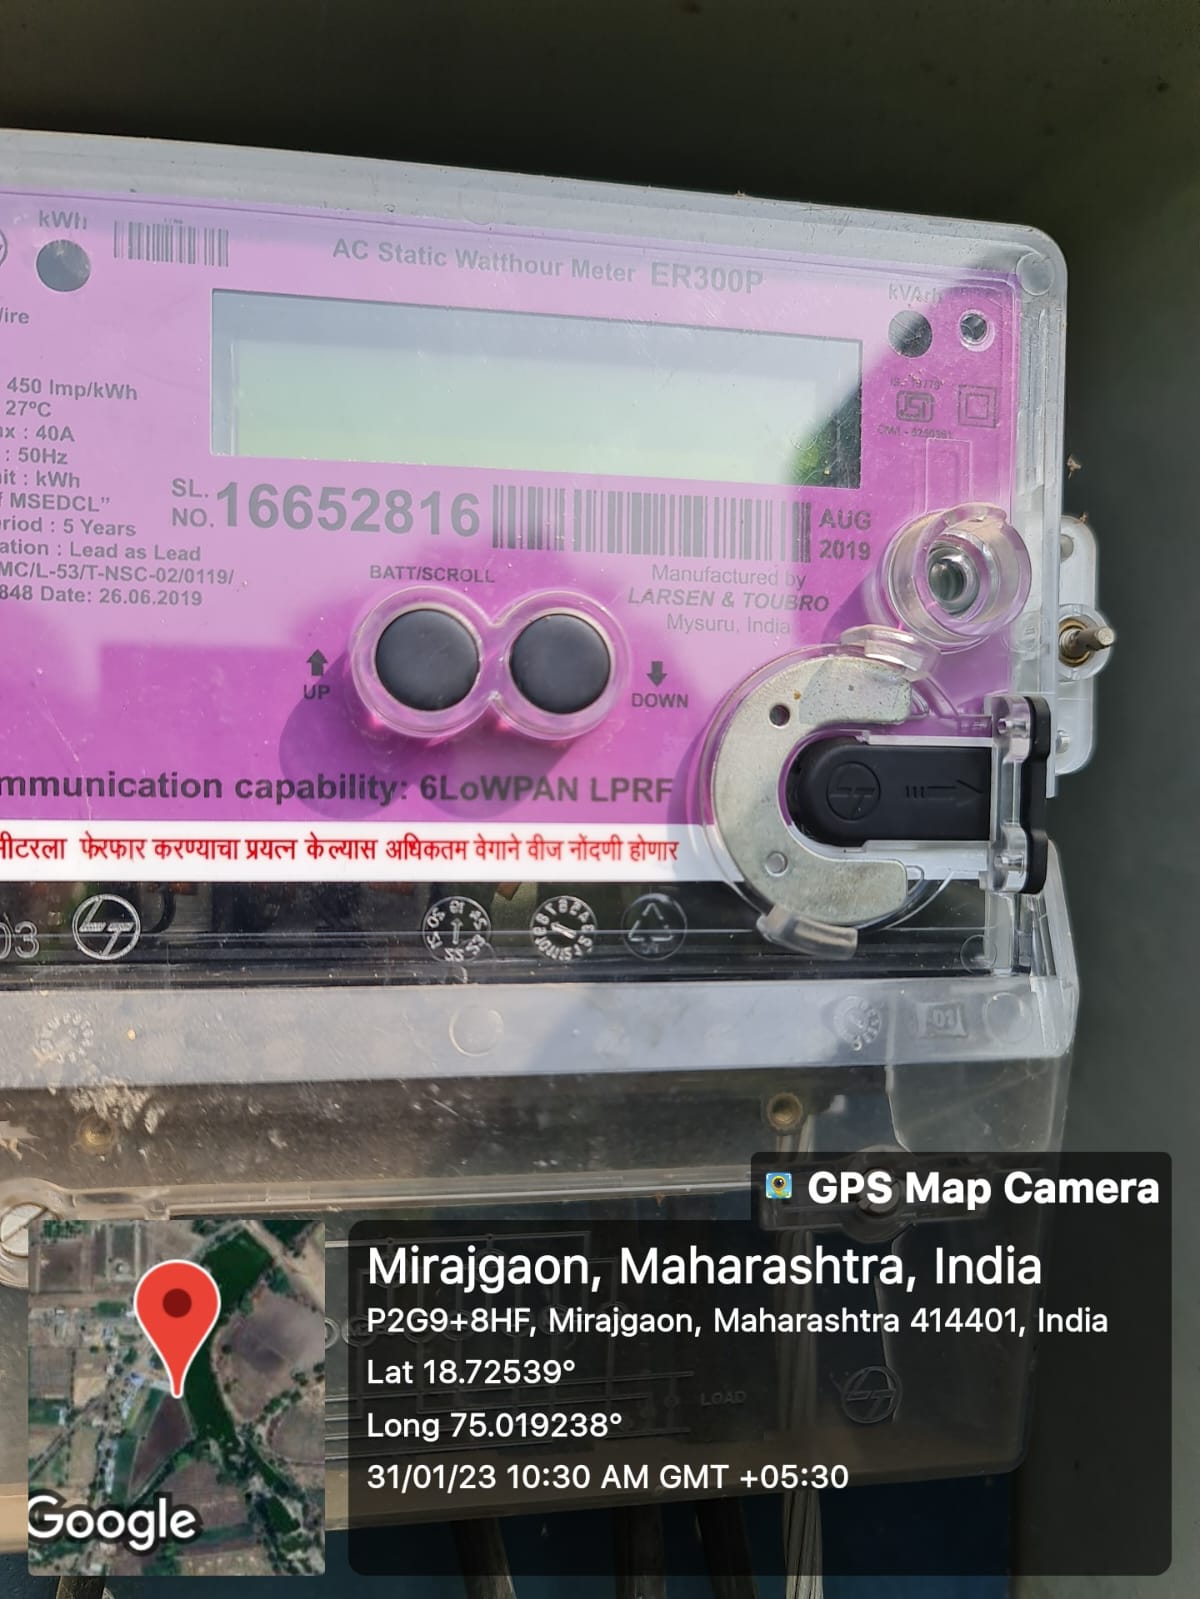 kWh
AC Static Watthour Meter ER300P
kVArh
Wire
450 Imp/kWh
27°C
x : 40A
: 50Hz
it : kWh
MSEDCL”
riod : 5 Years
ation : Lead as Lead
MC/L-53/T-NSC-02/0119/
848 Date: 26.06.2019
SL.
NO. 16652816
AUG
2019
BATT/SCROLL
Manufactured by
LARSEN & TOUBRO
Mysuru, India
UP
DOWN
mmunication capability: 6LoWPAN LPRF
मीटरला फेरफार करण्याचा प्रयत्न केल्यास अधिकतम वेगाने वीज नोंदणी होणार
03
01
LOAD
GPS Map Camera
Mirajgaon, Maharashtra, India
P2G9+8HF, Mirajgaon, Maharashtra 414401, India
Lat 18.72539°
Long 75.019238°
31/01/23 10:30 AM GMT +05:30
Google